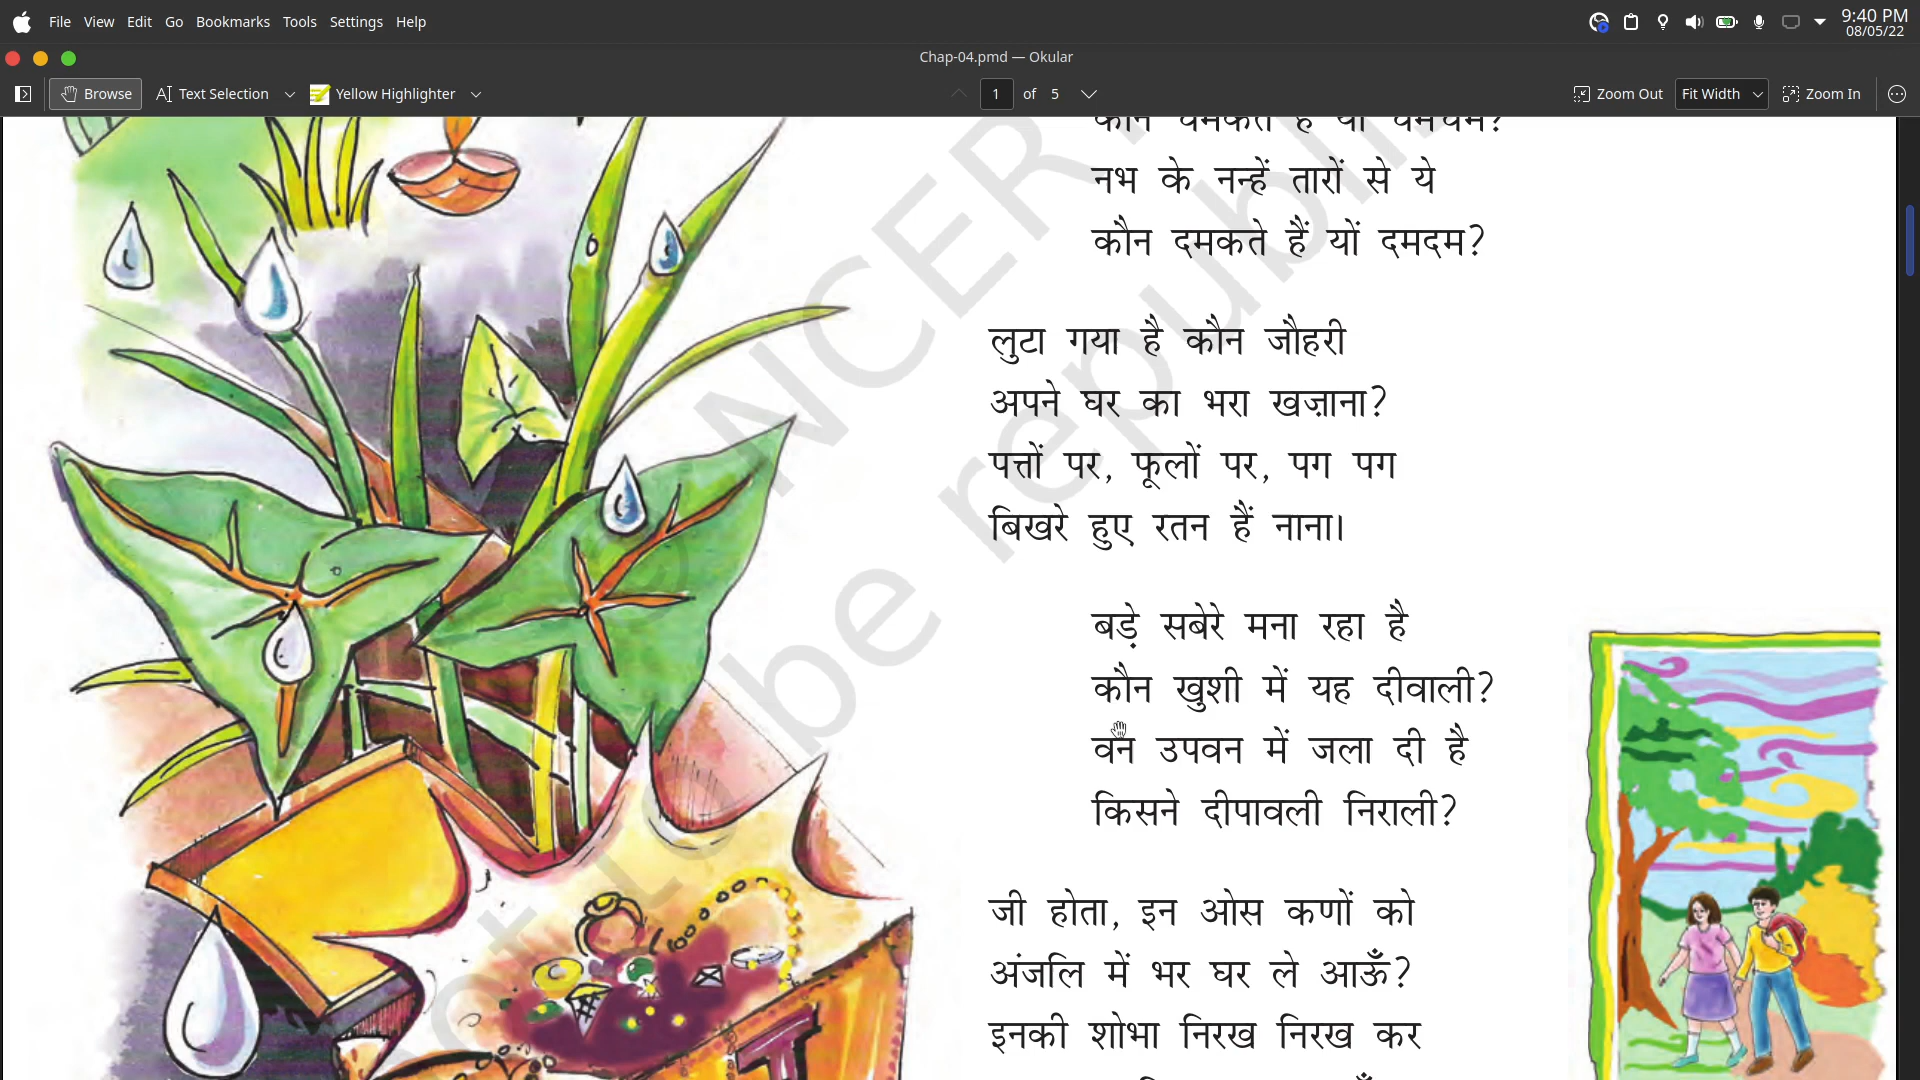 File View Edit Go Bookmarks Tools Settings Help
9:40 PM
08/05/22
Chap-04.pmd — Okular
Browse Text Selection Yellow Highlighter 1 of 5 Zoom Out Fit Width Zoom In
नभ के नन्हें तारों से ये
कौन दमकते हैं यों दमदम?
लुटा गया है कौन जौहरी
अपने घर का भरा खज़ाना?
पत्तों पर, फूलों पर, पग पग
बिखरे हुए रतन हैं नाना।
बड़े सबेरे मना रहा है
कौन खुशी में यह दीवाली?
वन उपवन में जला दी है
किसने दीपावली निराली?
जी होता, इन ओस कणों को
अंजलि में भर घर ले आऊँ?
इनकी शोभा निरख निरख कर
© NCER
be republi